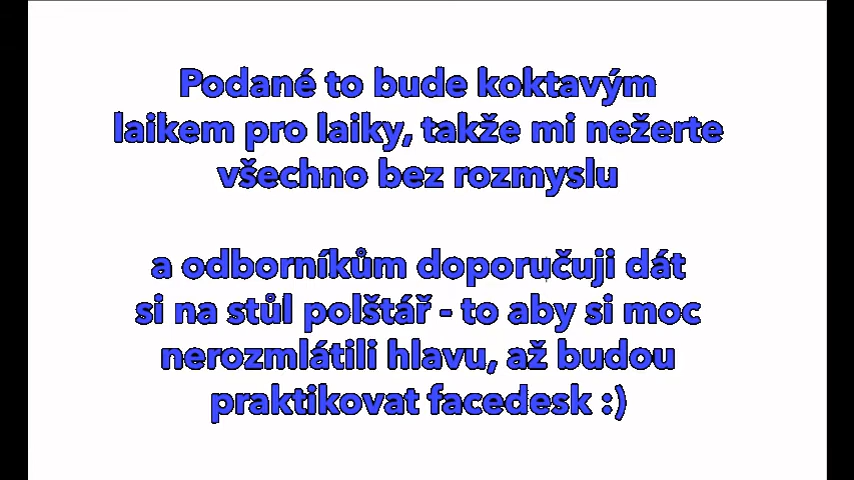 Podané to bude koktavým
laikem pro laiky, takže mi nežerte
všechno bez rozmyslu
a odborníkům doporučuji dát
si na stůl polštář - to aby si moc
nerozmlátili hlavu, až budou
praktikovat facedesk :)